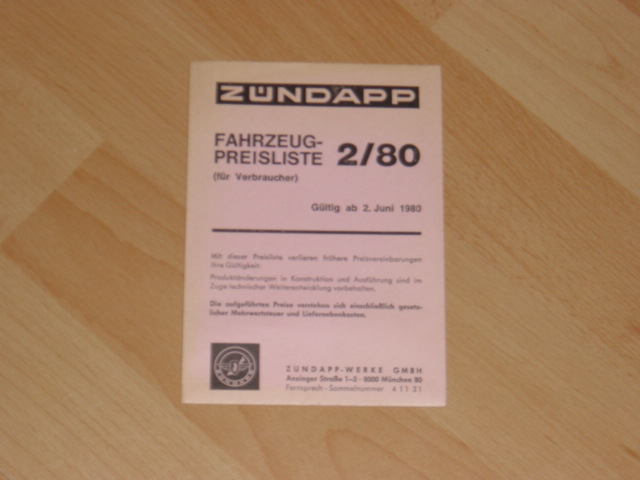 ZÜNDAPP
FAHRZEUG-
PREISLISTE 2/80
(für Verbraucher)
Gültig ab 2. Juni 1980
Mit dieser Preisliste verlieren frühere Preisvereinbarungen
ihre Gültigkeit.
Produktänderungen in Konstruktion und Ausführung sind im
Zuge technischer Weiterentwicklung vorbehalten.
Die aufgeführten Preise verstehen sich einschließlich gesetz-
licher Mehrwertsteuer und Liefernebenkosten.
ZÜNDAPP
ZÜNDAPP-WERKE GMBH
Anzinger Straße 1–3 · 8000 München 80
Fernsprech-Sammelnummer 4 11 31